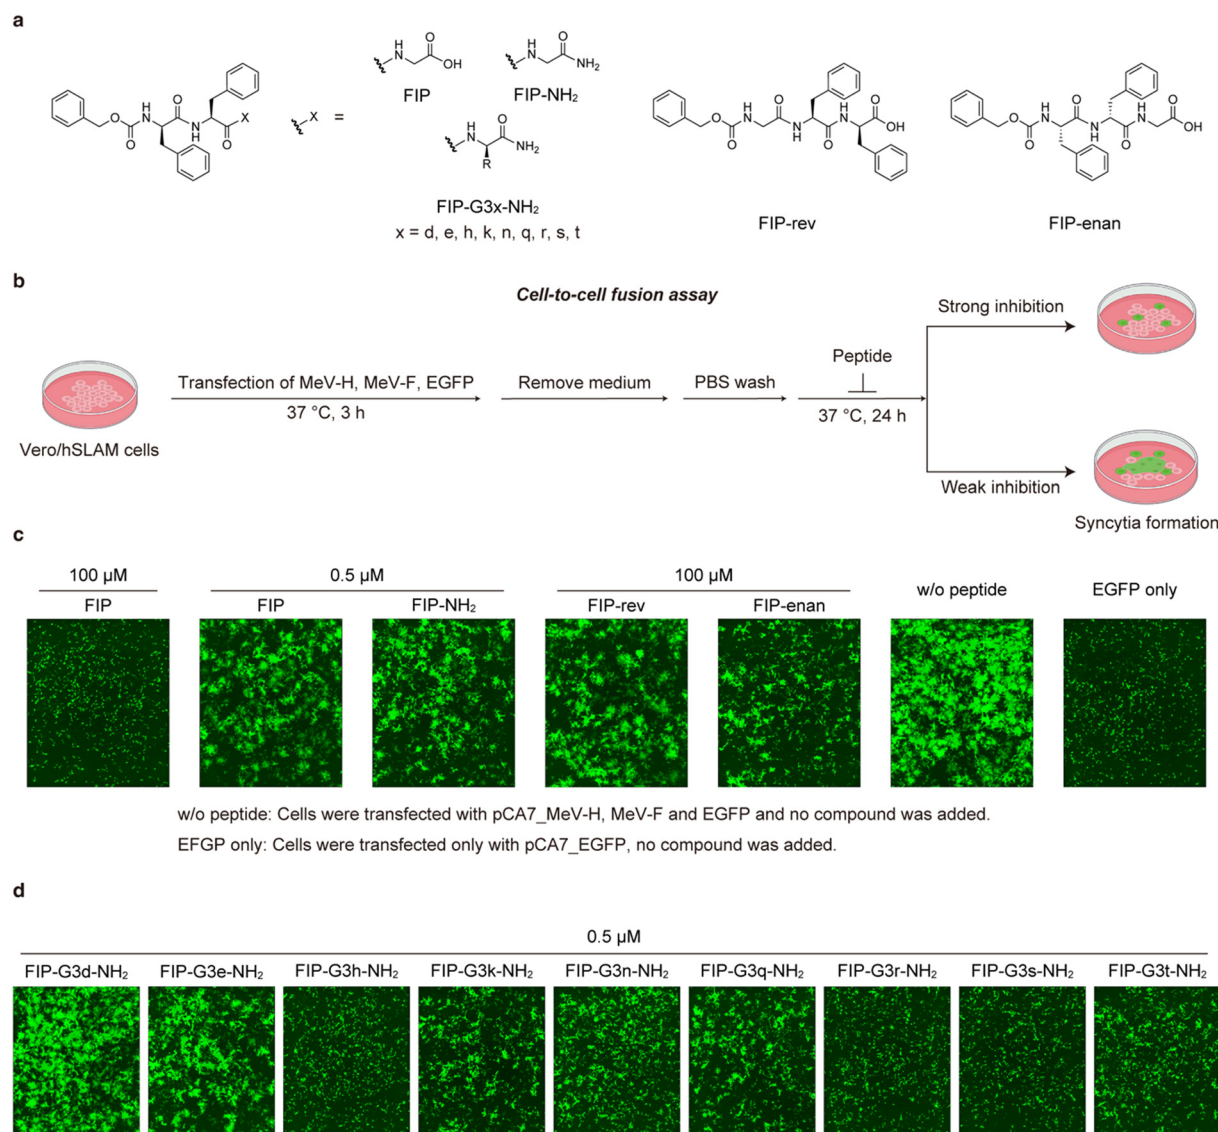 a
FIP
FIP-NH₂
FIP-G3x-NH₂
x = d, e, h, k, n, q, r, s, t
FIP-rev
FIP-enan
b
Cell-to-cell fusion assay
Vero/hSLAM cells
Transfection of MeV-H, MeV-F, EGFP
37 °C, 3 h
Remove medium
PBS wash
Peptide
37 °C, 24 h
Strong inhibition
Weak inhibition
Syncytia formation
c
100 µM
0.5 µM
100 µM
w/o peptide
EGFP only
FIP
FIP
FIP-NH₂
FIP-rev
FIP-enan
w/o peptide: Cells were transfected with pCA7_MeV-H, MeV-F and EGFP and no compound was added.
EFGP only: Cells were transfected only with pCA7_EGFP, no compound was added.
d
0.5 µM
FIP-G3d-NH₂ FIP-G3e-NH₂ FIP-G3h-NH₂ FIP-G3k-NH₂ FIP-G3n-NH₂ FIP-G3q-NH₂ FIP-G3r-NH₂ FIP-G3s-NH₂ FIP-G3t-NH₂